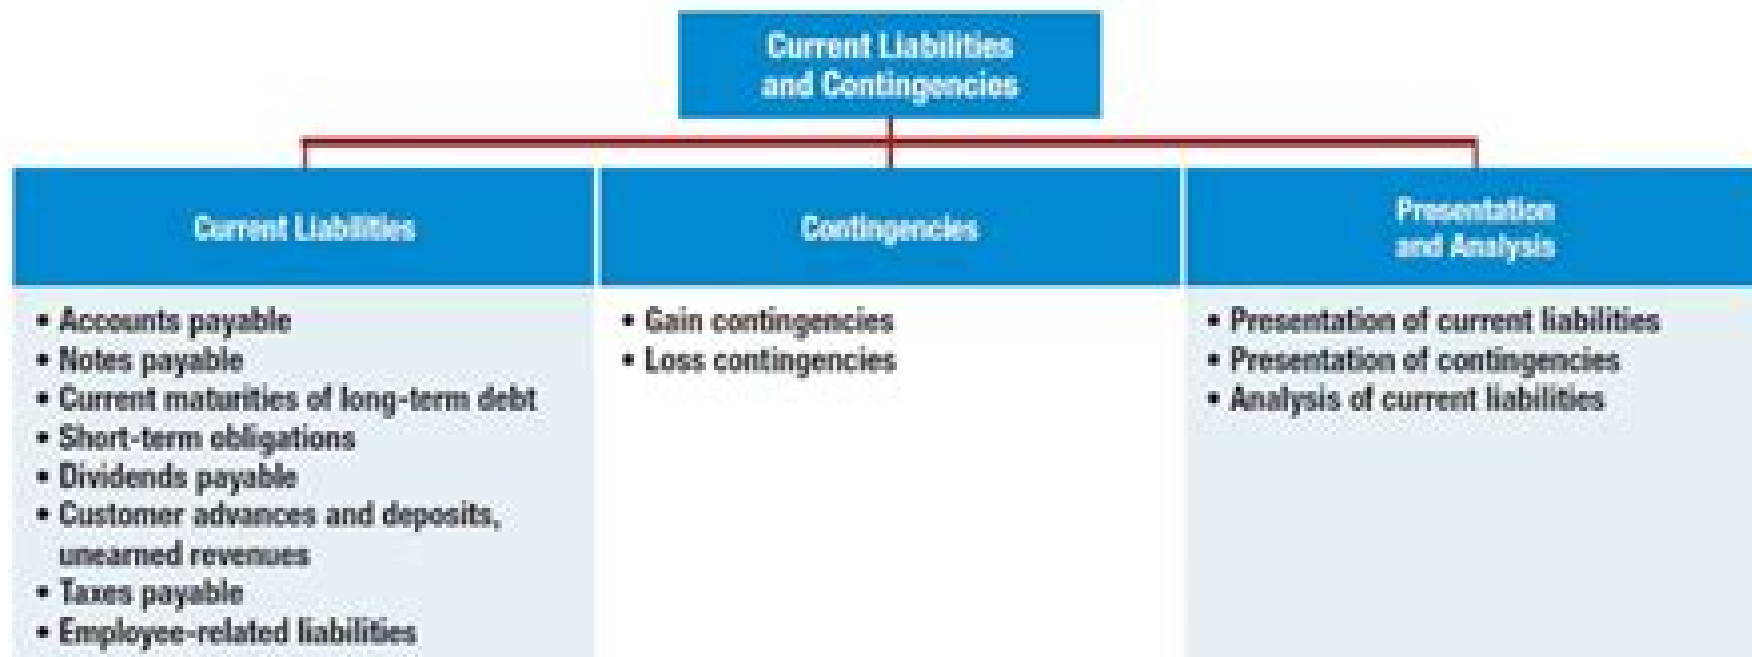 Current Liabilities
and Contingencies
Current Liabilities
• Accounts payable
• Notes payable
• Current maturities of long-term debt
• Short-term obligations
• Dividends payable
• Customer advances and deposits,
unearned revenues
• Taxes payable
• Employee-related liabilities
Contingencies
• Gain contingencies
• Loss contingencies
Presentation
and Analysis
• Presentation of current liabilities
• Presentation of contingencies
• Analysis of current liabilities